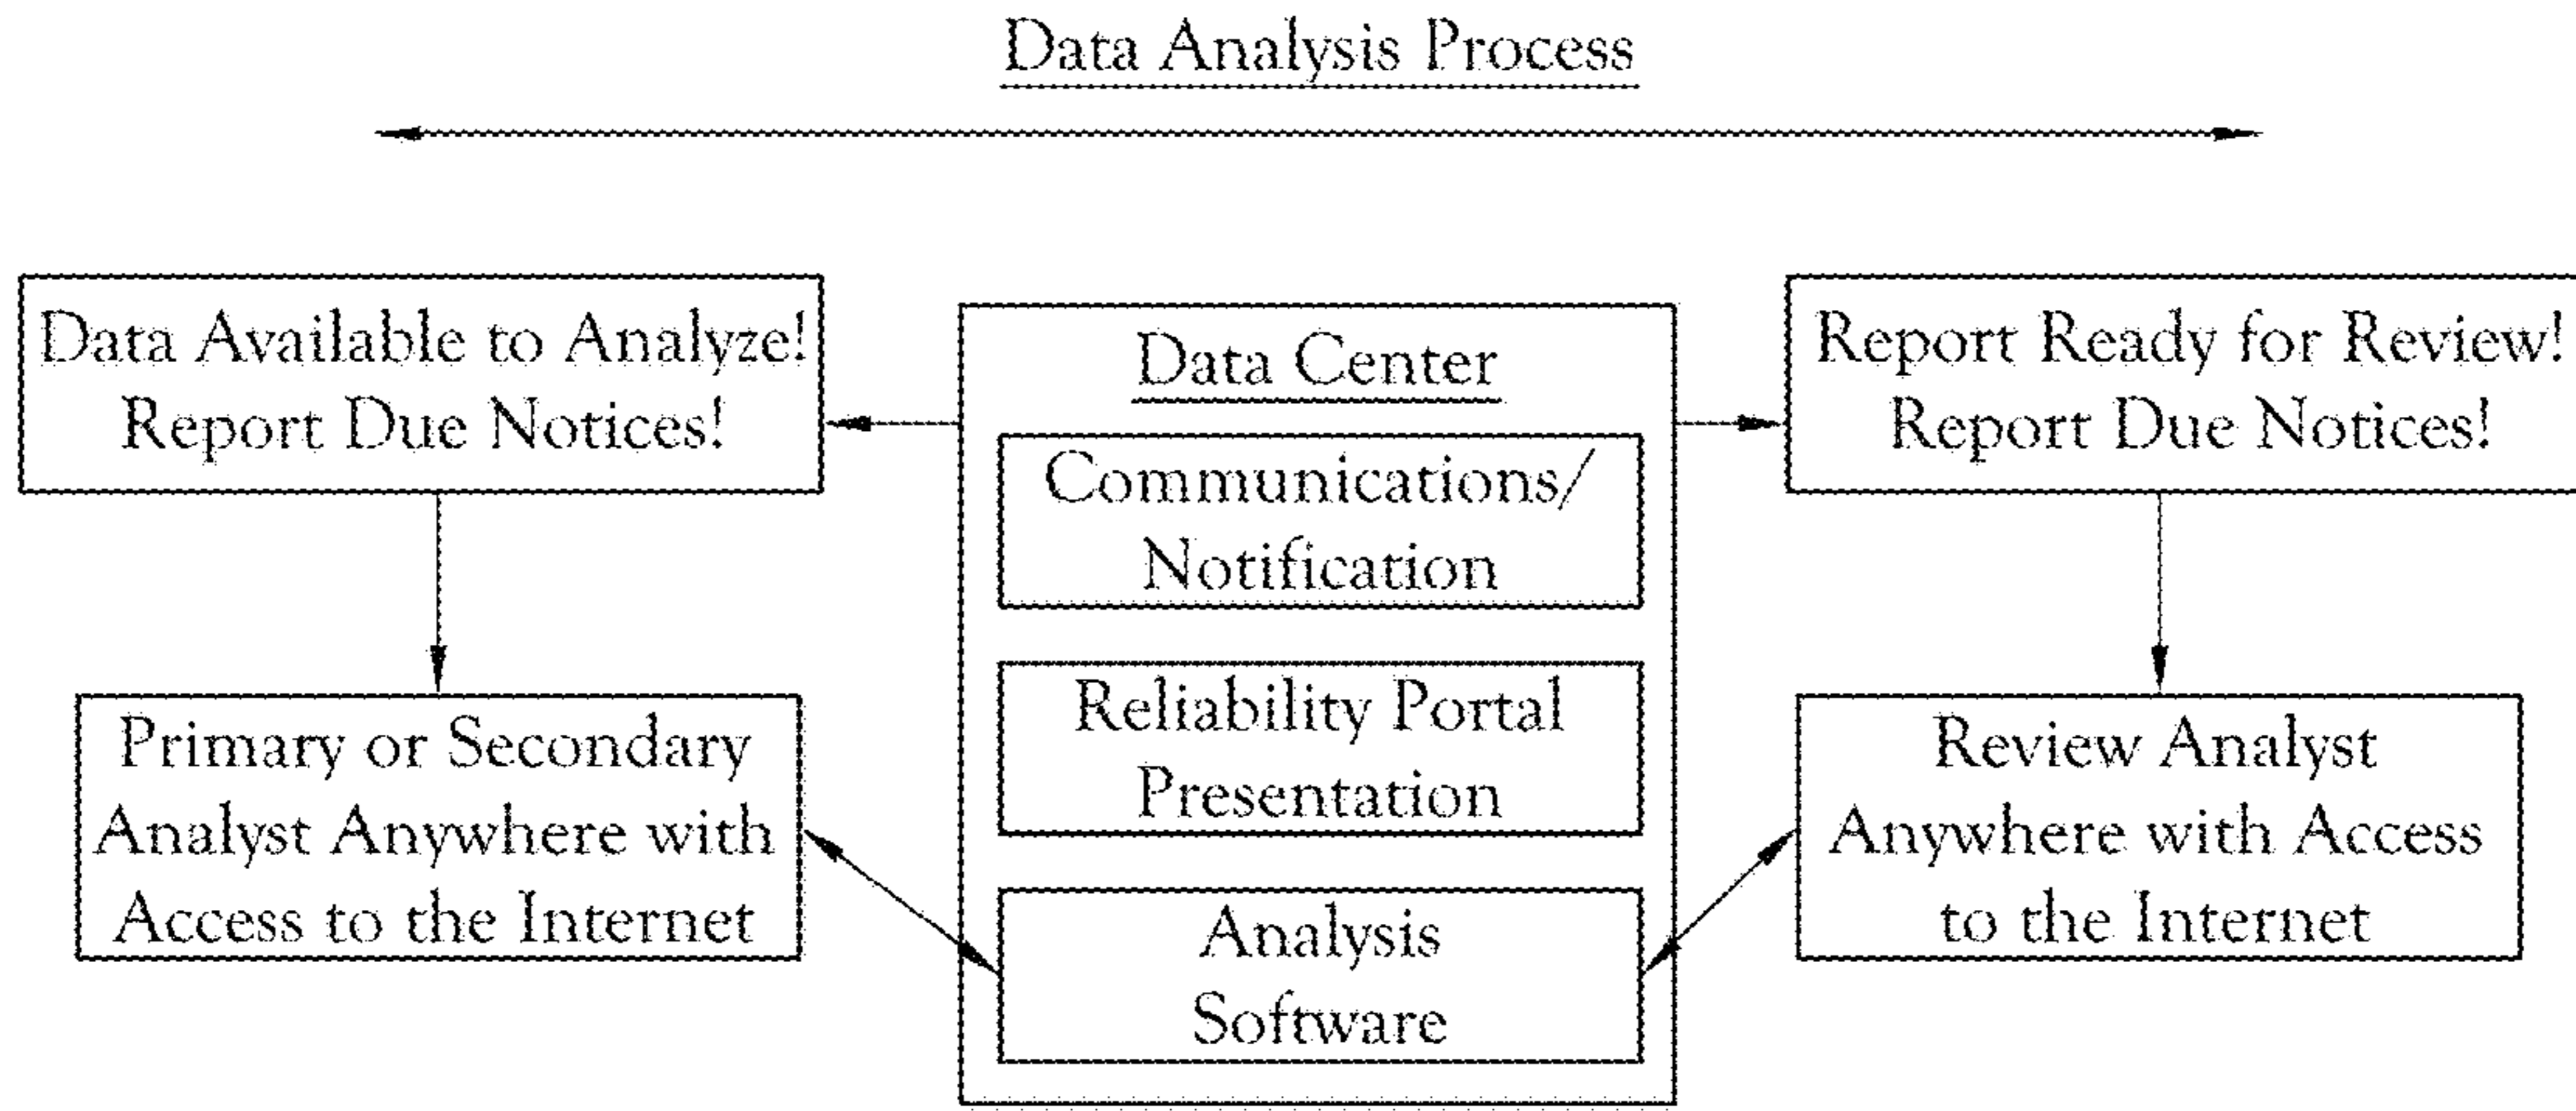 Data Analysis Process
Data Available to Analyze!
Report Due Notices!
Primary or Secondary
Analyst Anywhere with
Access to the Internet
Data Center
Communications/
Notification
Reliability Portal
Presentation
Analysis
Software
Report Ready for Review!
Report Due Notices!
Review Analyst
Anywhere with Access
to the Internet